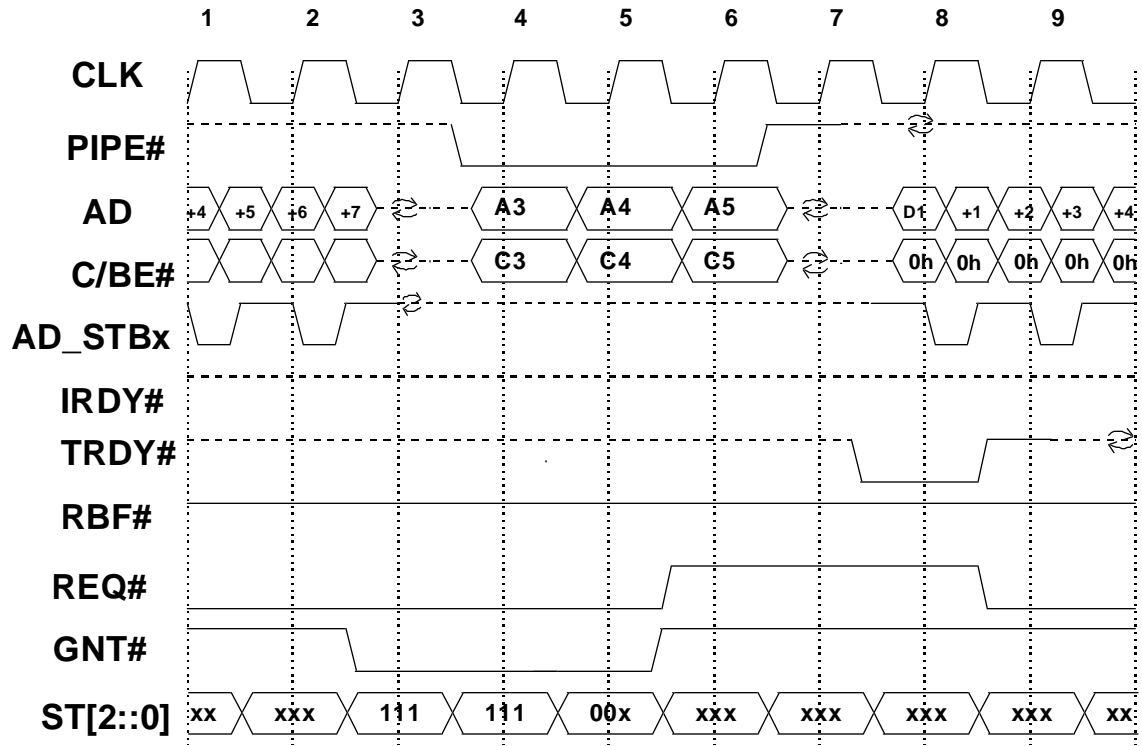 1 2 3 4 5 6 7 8 9
CLK
PIPE#
AD +4 +5 +6 +7 A3 A4 A5 D1 +1 +2 +3 +4
C/BE# C3 C4 C5 0h 0h 0h 0h 0h
AD_STBx
IRDY#
TRDY#
RBF#
REQ#
GNT#
ST[2::0] xx xxx 111 111 00x xxx xxx xxx xxx xx